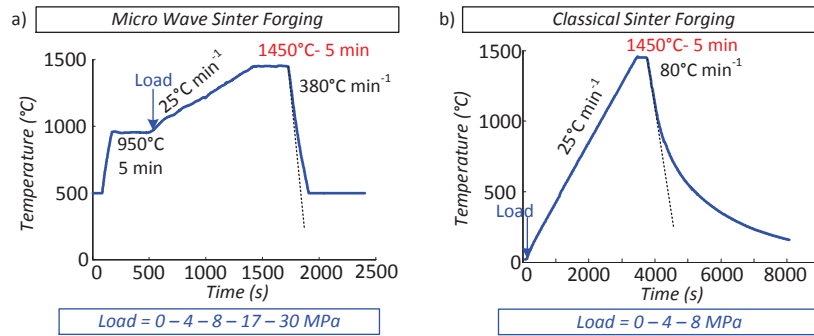 a)
Micro Wave Sinter Forging
1450°C- 5 min
1500
Load
25°C min-1
380°C min-1
1000
950°C
5 min
500
0
Temperature (°C)
0 500 1000 1500 2000 2500
Time (s)
Load = 0 – 4 – 8 – 17 – 30 MPa
b)
Classical Sinter Forging
1450°C- 5 min
1500
80°C min-1
25°C min-1
1000
500
Load
0
Temperature (°C)
0 2000 4000 6000 8000
Time (s)
Load = 0 – 4 – 8 MPa